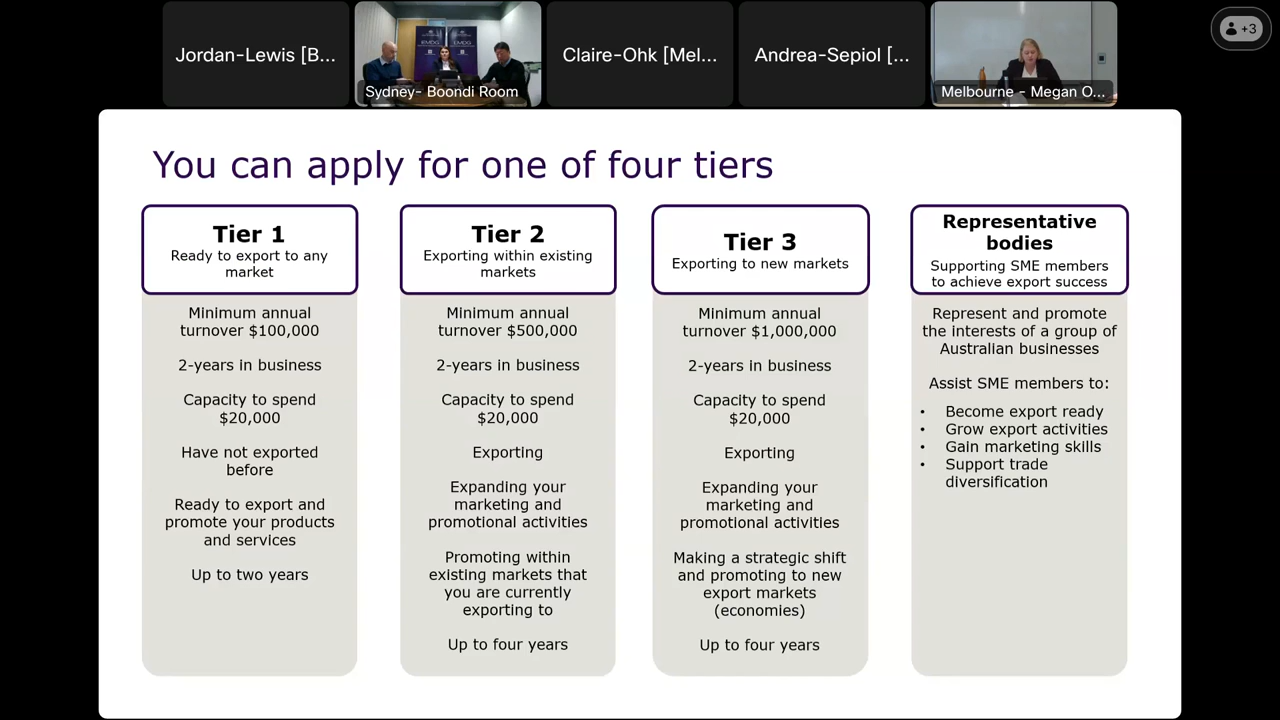 Jordan-Lewis [B...
Sydney- Boondi Room
Claire-Ohk [Mel...
Andrea-Sepiol [...
Melbourne - Megan O...
+3
You can apply for one of four tiers
Tier 1
Ready to export to any
market
Minimum annual
turnover $100,000
2-years in business
Capacity to spend
$20,000
Have not exported
before
Ready to export and
promote your products
and services
Up to two years
Tier 2
Exporting within existing
markets
Minimum annual
turnover $500,000
2-years in business
Capacity to spend
$20,000
Exporting
Expanding your
marketing and
promotional activities
Promoting within
existing markets that
you are currently
exporting to
Up to four years
Tier 3
Exporting to new markets
Minimum annual
turnover $1,000,000
2-years in business
Capacity to spend
$20,000
Exporting
Expanding your
marketing and
promotional activities
Making a strategic shift
and promoting to new
export markets
(economies)
Up to four years
Representative
bodies
Supporting SME members
to achieve export success
Represent and promote
the interests of a group of
Australian businesses
Assist SME members to:
• Become export ready
• Grow export activities
• Gain marketing skills
• Support trade
diversification